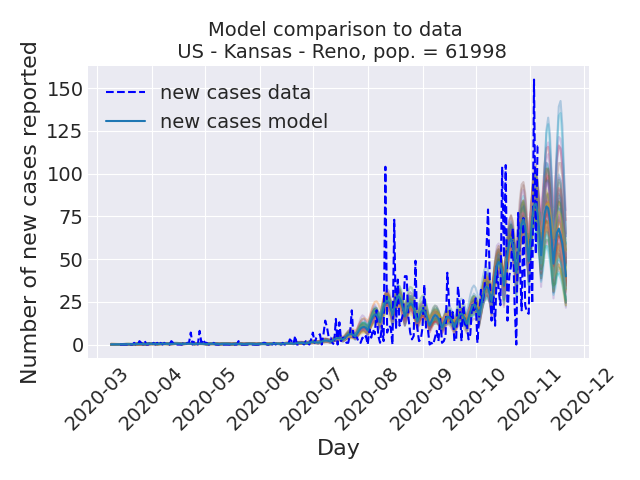 Model comparison to data
US - Kansas - Reno, pop. = 61998
Number of new cases reported
150
125
100
75
50
25
0
new cases data
new cases model
2020-03
2020-04
2020-05
2020-06
2020-07
2020-08
2020-09
2020-10
2020-11
2020-12
Day